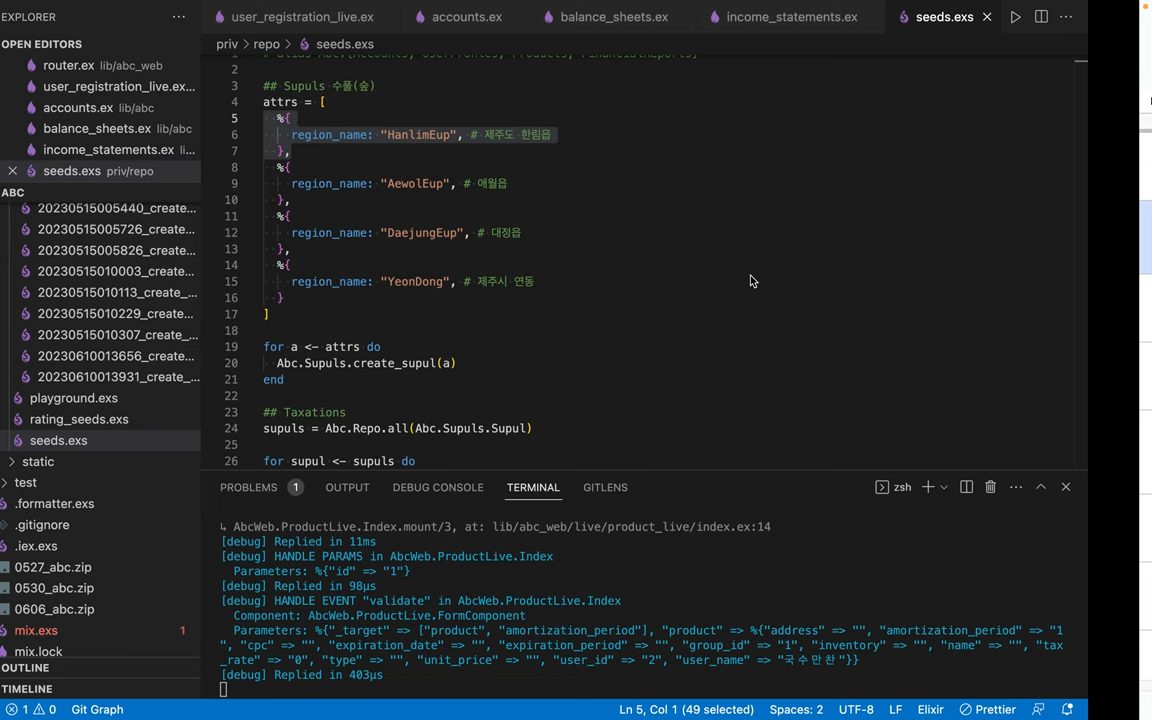 EXPLORER
···
user_registration_live.ex
accounts.ex
balance_sheets.ex
income_statements.ex
seeds.exs
···
OPEN EDITORS
router.ex lib/abc_web
user_registration_live.ex...
accounts.ex lib/abc
balance_sheets.ex lib/abc
income_statements.ex li...
seeds.exs priv/repo
ABC
20230515005440_create...
20230515005726_create...
20230515005826_create...
20230515010003_create...
20230515010113_create_...
20230515010229_create...
20230515010307_create_...
20230610013656_create...
20230610013931_create_...
playground.exs
rating_seeds.exs
seeds.exs
static
test
.formatter.exs
.gitignore
.iex.exs
0527_abc.zip
0530_abc.zip
0606_abc.zip
mix.exs 1
mix.lock
OUTLINE
TIMELINE
priv > repo > seeds.exs
2
3 ## Supuls 수풀(숲)
4 attrs = [
5 %{
6 region_name: "HanlimEup", # 제주도 한림읍
7 },
8 %{
9 region_name: "AewolEup", # 애월읍
10 },
11 %{
12 region_name: "DaejungEup", # 대정읍
13 },
14 %{
15 region_name: "YeonDong", # 제주시 연동
16 }
17 ]
18
19 for a <- attrs do
20 Abc.Supuls.create_supul(a)
21 end
22
23 ## Taxations
24 supuls = Abc.Repo.all(Abc.Supuls.Supul)
25
26 for supul <- supuls do
PROBLEMS 1 OUTPUT DEBUG CONSOLE TERMINAL GITLENS
zsh
↳ AbcWeb.ProductLive.Index.mount/3, at: lib/abc_web/live/product_live/index.ex:14
[debug] Replied in 11ms
[debug] HANDLE PARAMS in AbcWeb.ProductLive.Index
Parameters: %{"id" => "1"}
[debug] Replied in 98µs
[debug] HANDLE EVENT "validate" in AbcWeb.ProductLive.Index
Component: AbcWeb.ProductLive.FormComponent
Parameters: %{"_target" => ["product", "amortization_period"], "product" => %{"address" => "", "amortization_period" => "1
", "cpc" => "", "expiration_date" => "", "expiration_period" => "", "group_id" => "1", "inventory" => "", "name" => "", "tax
_rate" => "0", "type" => "", "unit_price" => "", "user_id" => "2", "user_name" => "국수만찬"}}
[debug] Replied in 403µs
1 0 Git Graph
Ln 5, Col 1 (49 selected) Spaces: 2 UTF-8 LF Elixir Prettier